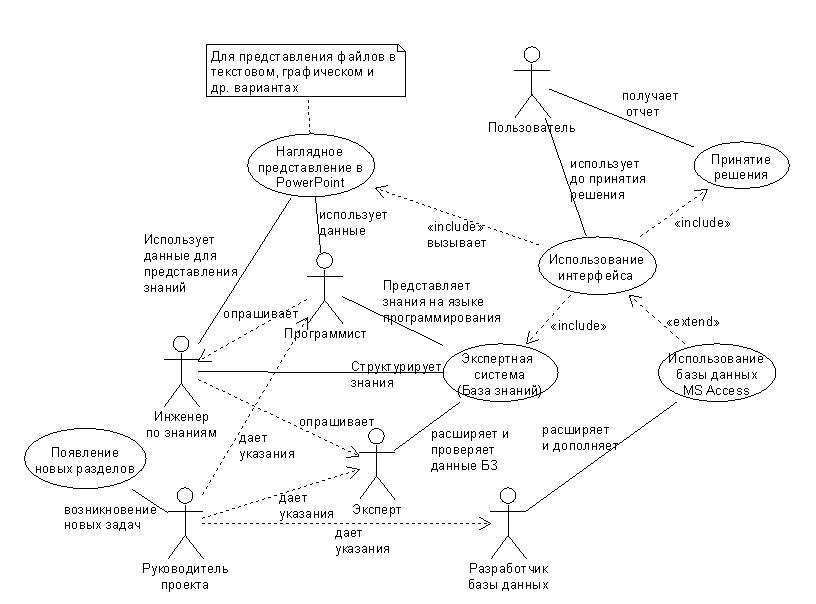 Для представления файлов в
текстовом, графическом и
др. вариантах
Пользователь
получает
отчет
Наглядное
представление в
PowerPoint
Принятие
решения
использует
до принятия
решения
использует
данные
«include»
вызывает
«include»
Использует
данные для
представления
знаний
Использование
интерфейса
Представляет
знания на языке
программирования
опрашивает
Программист
«include»
«extend»
Структурирует
знания
Экспертная
система
(База знаний)
Использование
базы данных
MS Access
Инженер
по знаниям
опрашивает
расширяет и
проверяет
данные БЗ
расширяет
и дополняет
Появление
новых разделов
дает
указания
возникновение
новых задач
дает
указания
Эксперт
дает
указания
Руководитель
проекта
Разработчик
базы данных